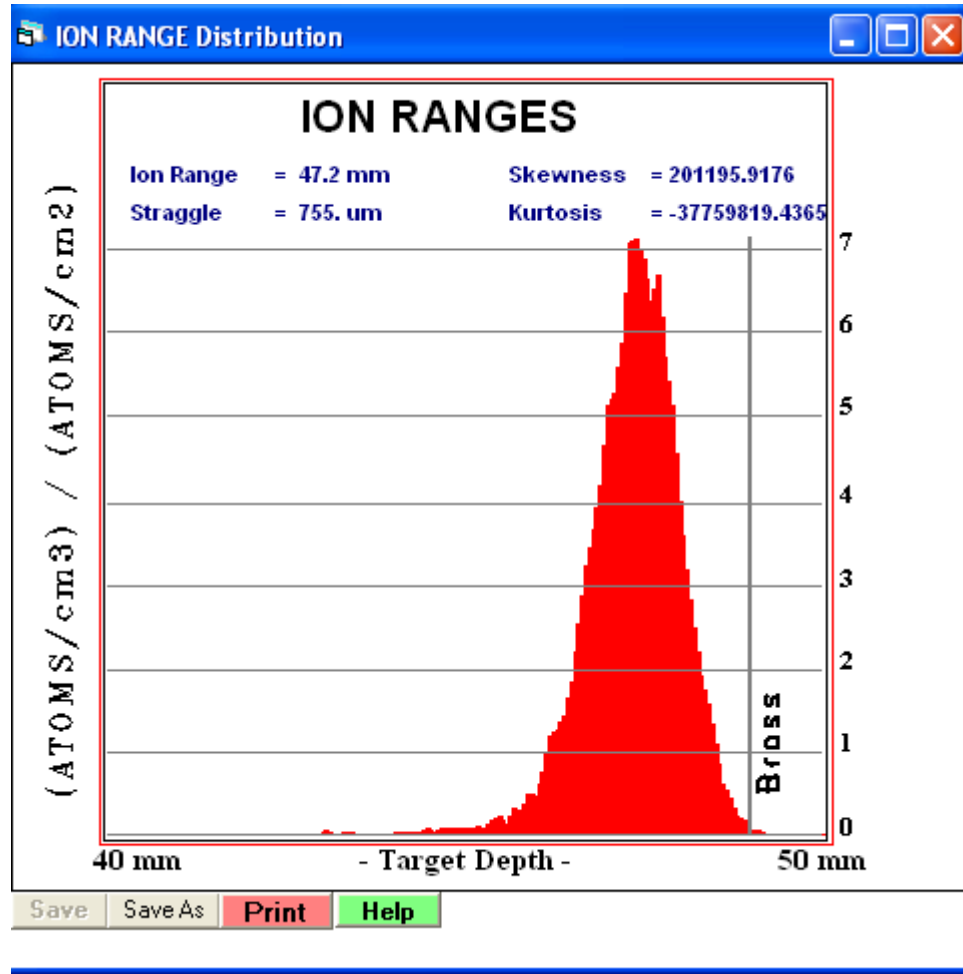 ION RANGE Distribution
ION RANGES
Ion Range = 47.2 mm Skewness = 201195.9176
Straggle = 755. um Kurtosis = -37759819.4365
(ATOMS/cm3) / (ATOMS/cm2)
7
6
5
4
3
2
1
0
Brass
40 mm - Target Depth - 50 mm
Save Save As Print Help